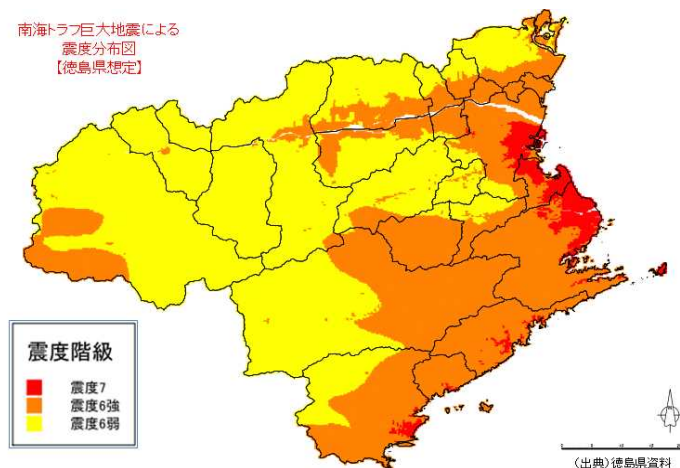 南海トラフ巨大地震による
震度分布図
【徳島県想定】
震度階級
震度7
震度6強
震度6弱
(出典)徳島県資料